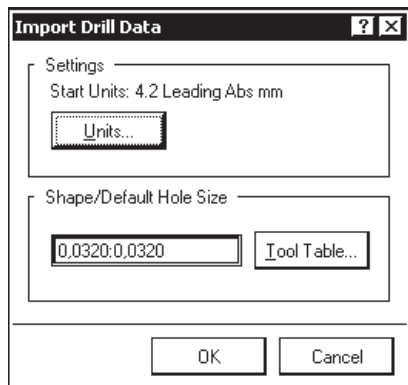 Import Drill Data ? X
Settings
Start Units: 4.2 Leading Abs mm
Units...
Shape/Default Hole Size
0,0320:0,0320 Tool Table...
OK Cancel